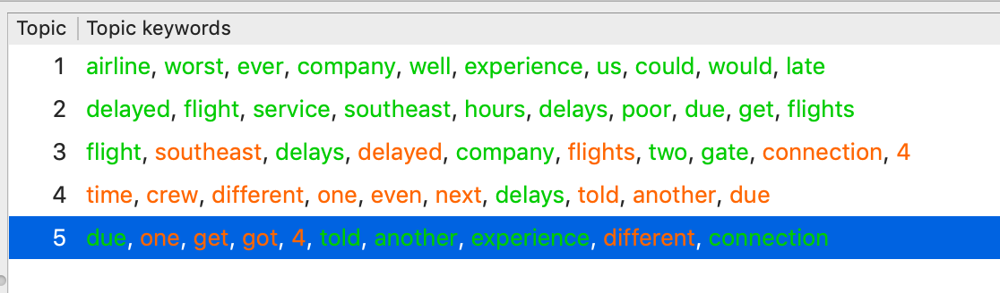 Topic Topic keywords
1 airline, worst, ever, company, well, experience, us, could, would, late
2 delayed, flight, service, southeast, hours, delays, poor, due, get, flights
3 flight, southeast, delays, delayed, company, flights, two, gate, connection, 4
4 time, crew, different, one, even, next, delays, told, another, due
5 due, one, get, got, 4, told, another, experience, different, connection